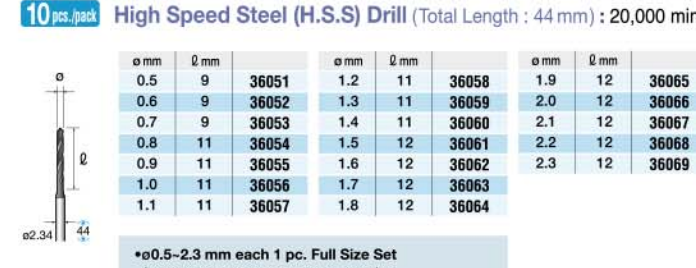 10 pcs./pack High Speed Steel (H.S.S) Drill (Total Length : 44 mm) : 20,000 min
ø mm ℓ mm ø mm ℓ mm ø mm ℓ mm
0.5 9 36051 1.2 11 36058 1.9 12 36065
0.6 9 36052 1.3 11 36059 2.0 12 36066
0.7 9 36053 1.4 11 36060 2.1 12 36067
0.8 11 36054 1.5 12 36061 2.2 12 36068
0.9 11 36055 1.6 12 36062 2.3 12 36069
1.0 11 36056 1.7 12 36063
1.1 11 36057 1.8 12 36064
ø
ℓ
ø2.34 44
•ø0.5~2.3 mm each 1 pc. Full Size Set